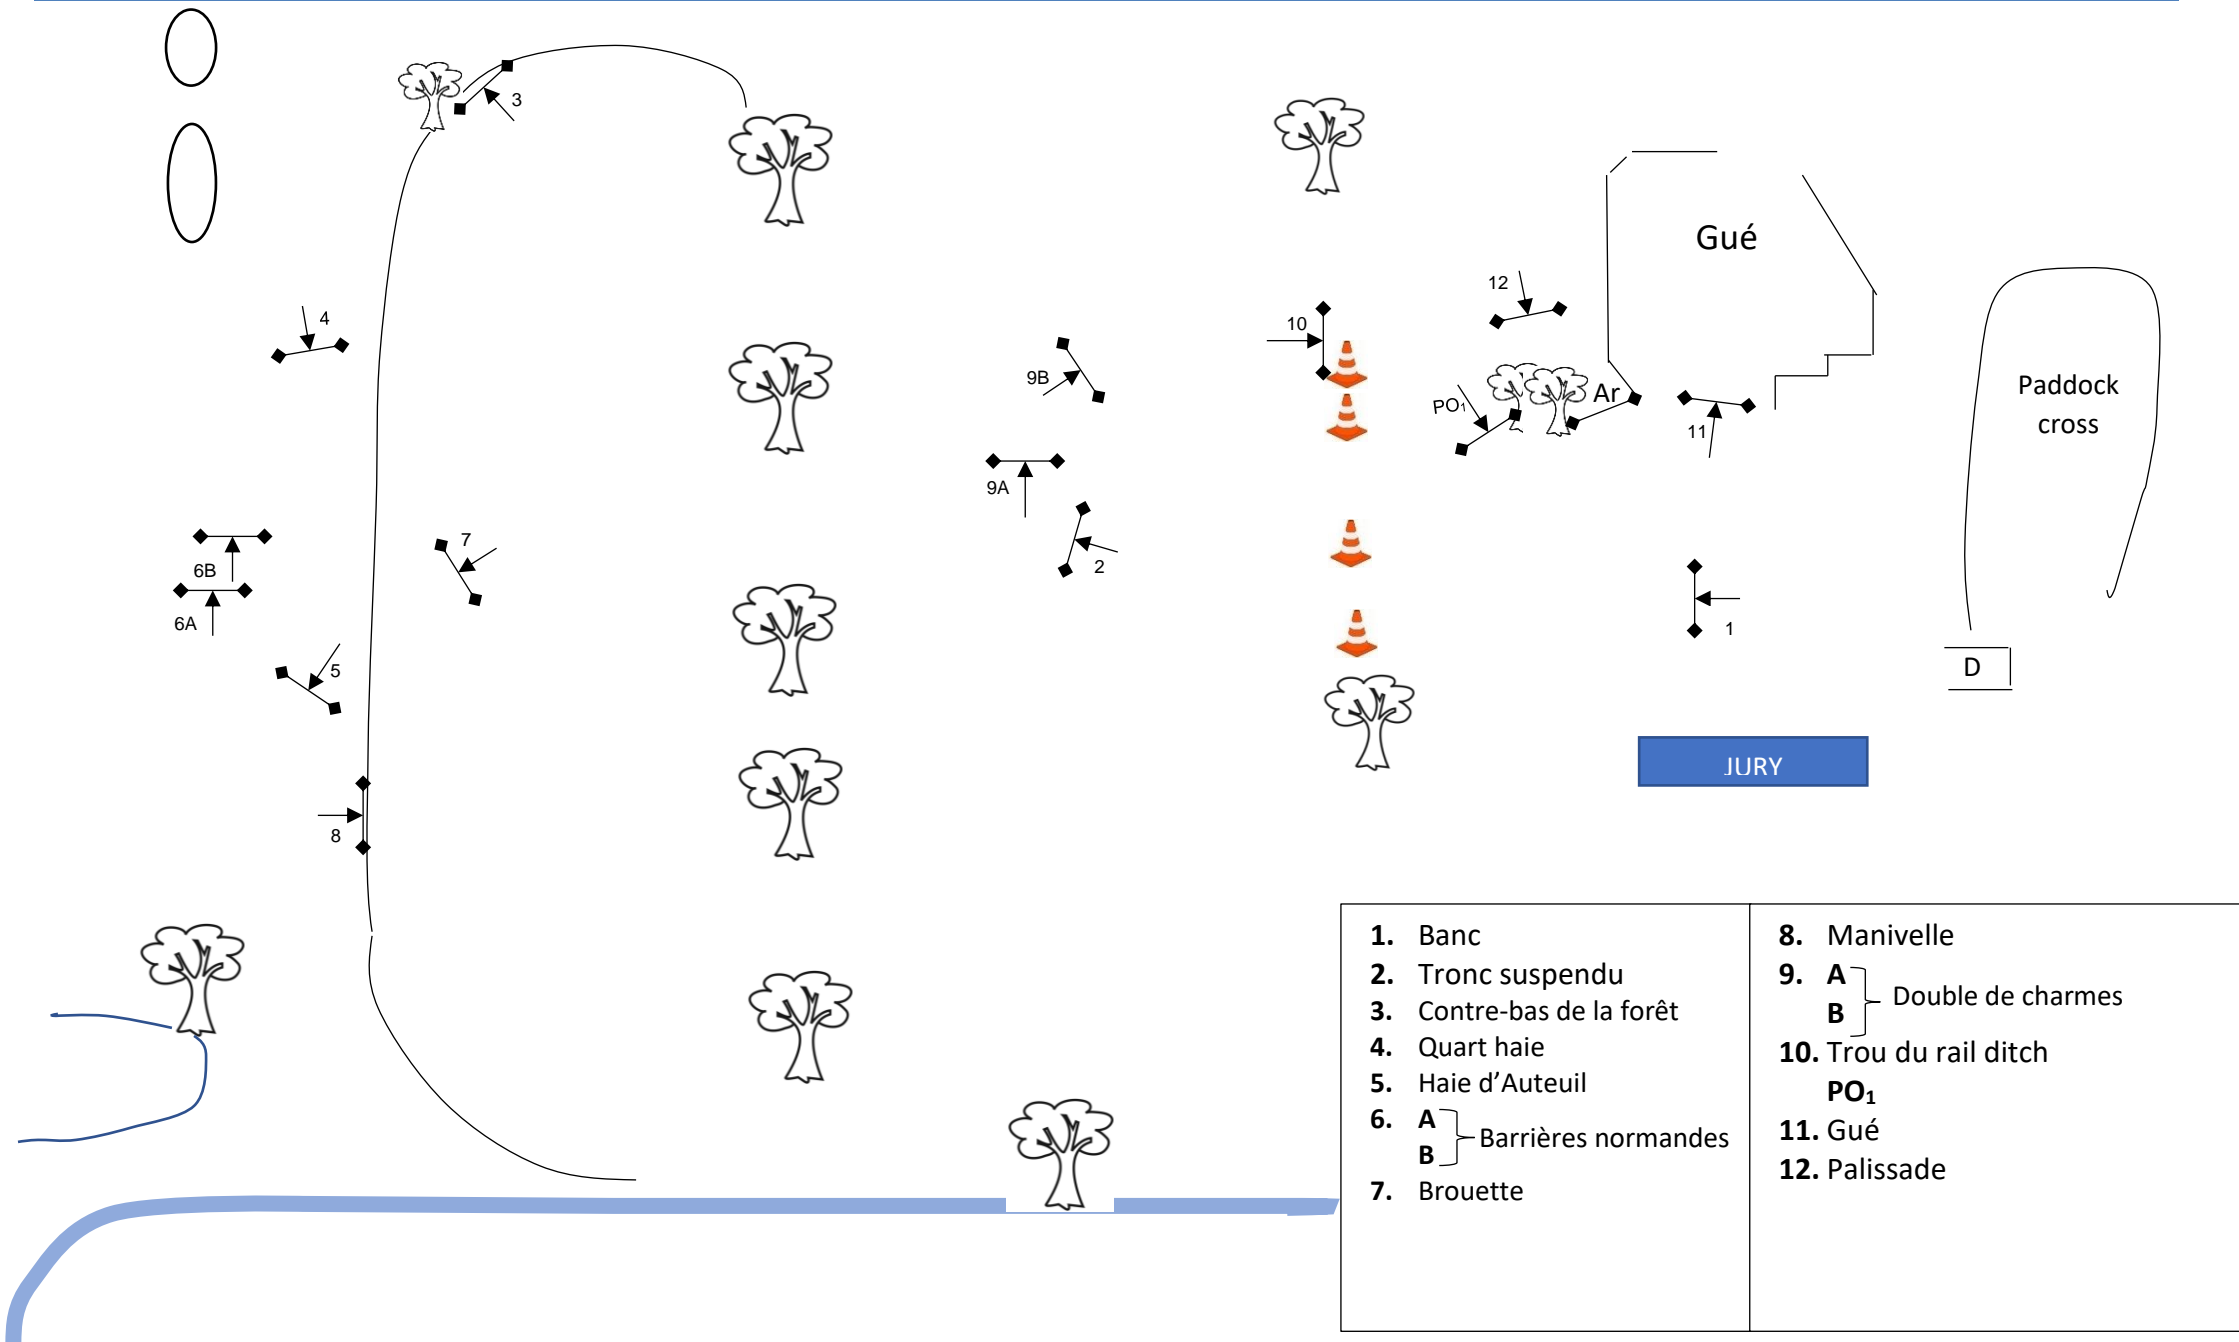 3
Gué
12
4
10
9B
Paddock
cross
PO₁
Ar
11
9A
7
6B
2
6A
1
5
D
JURY
8
1. Banc
2. Tronc suspendu
3. Contre-bas de la forêt
4. Quart haie
5. Haie d’Auteuil
6. A
Barrières normandes
B
7. Brouette
8. Manivelle
9. A
Double de charmes
B
10. Trou du rail ditch
PO₁
11. Gué
12. Palissade